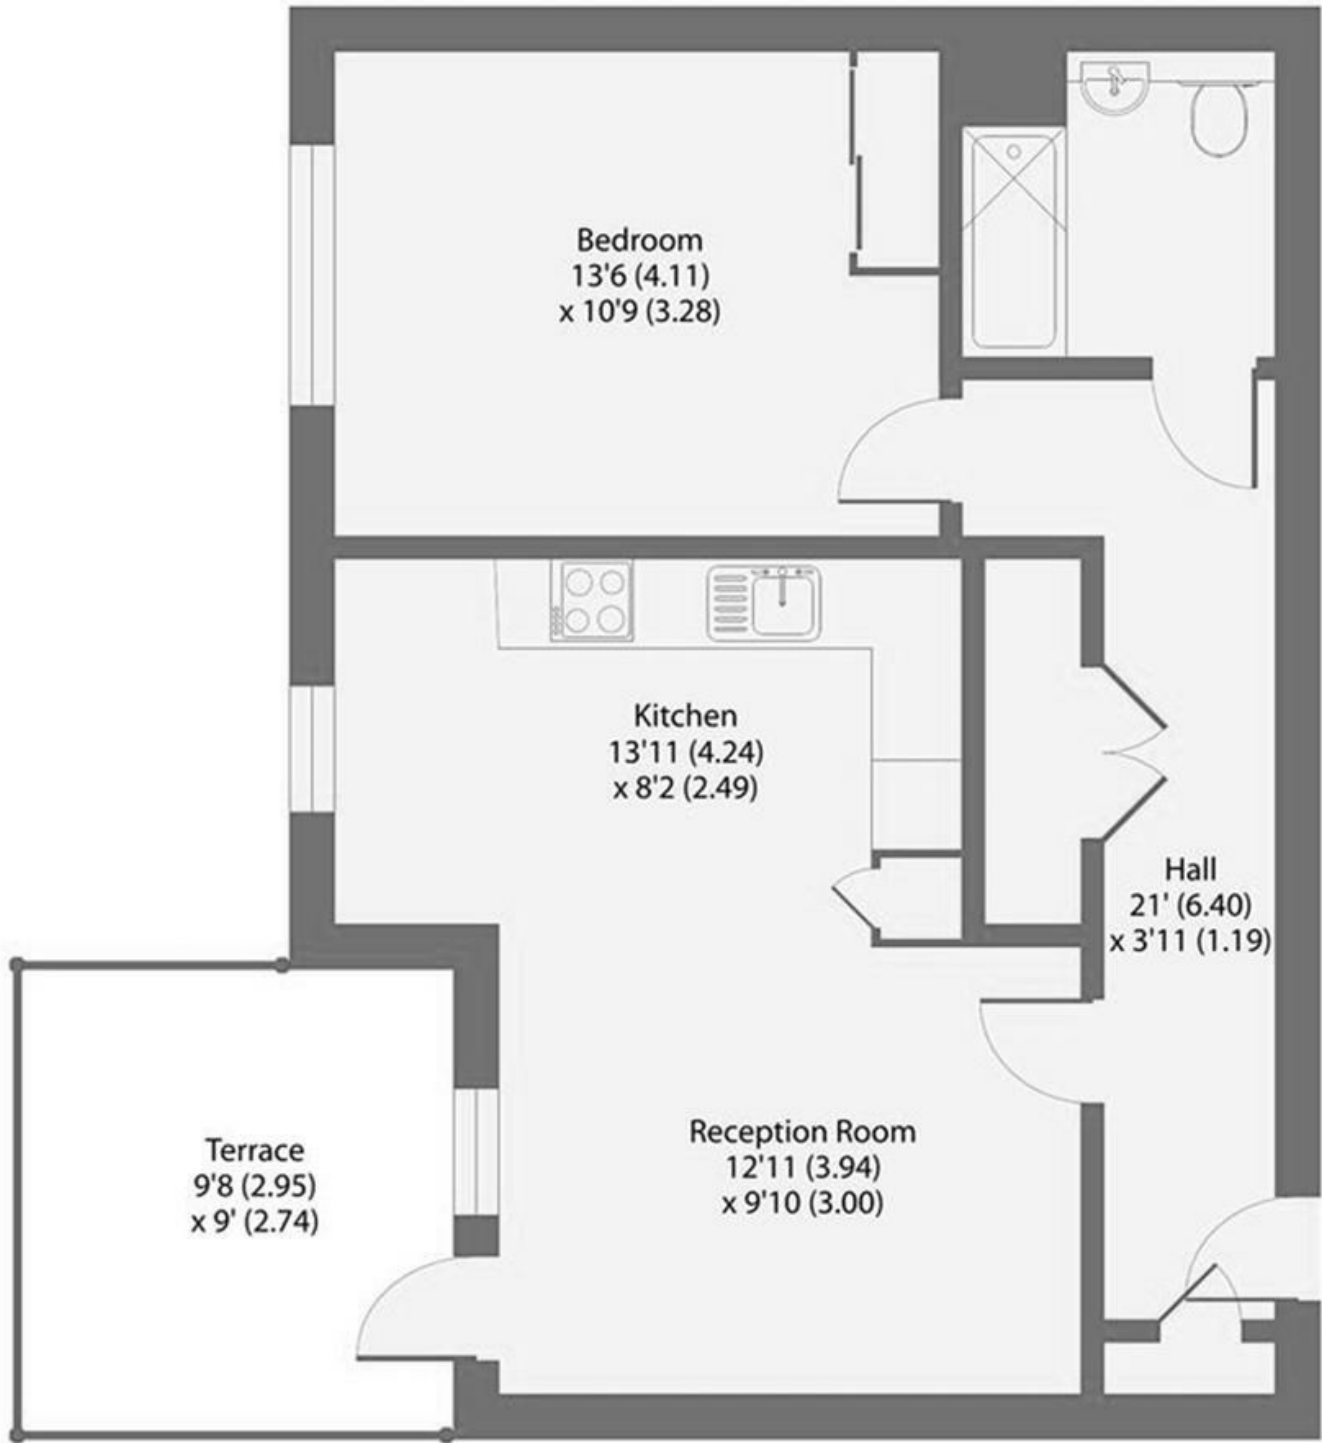 Bedroom
13'6 (4.11)
x 10'9 (3.28)
Kitchen
13'11 (4.24)
x 8'2 (2.49)
Hall
21' (6.40)
x 3'11 (1.19)
Reception Room
12'11 (3.94)
x 9'10 (3.00)
Terrace
9'8 (2.95)
x 9' (2.74)